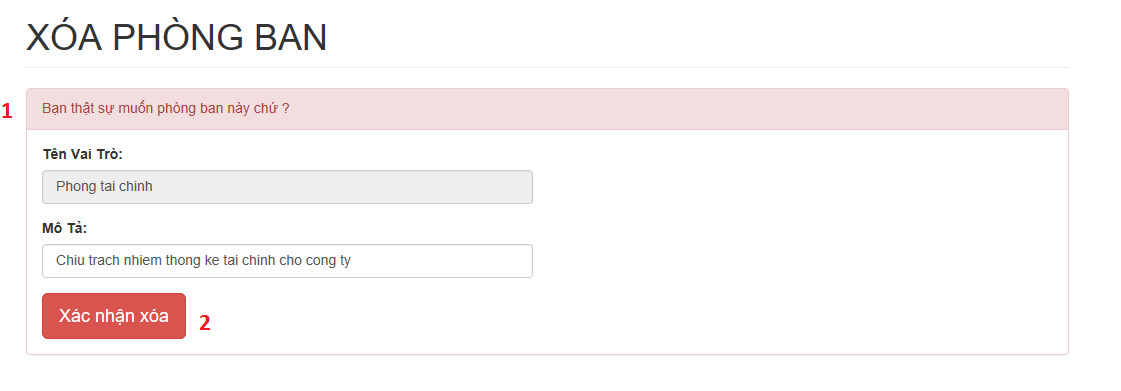 XÓA PHÒNG BAN
1
Bạn thật sự muốn phòng ban này chứ ?
Tên Vai Trò:
Phong tai chinh
Mô Tả:
Chiu trach nhiem thong ke tai chinh cho cong ty
Xác nhận xóa
2